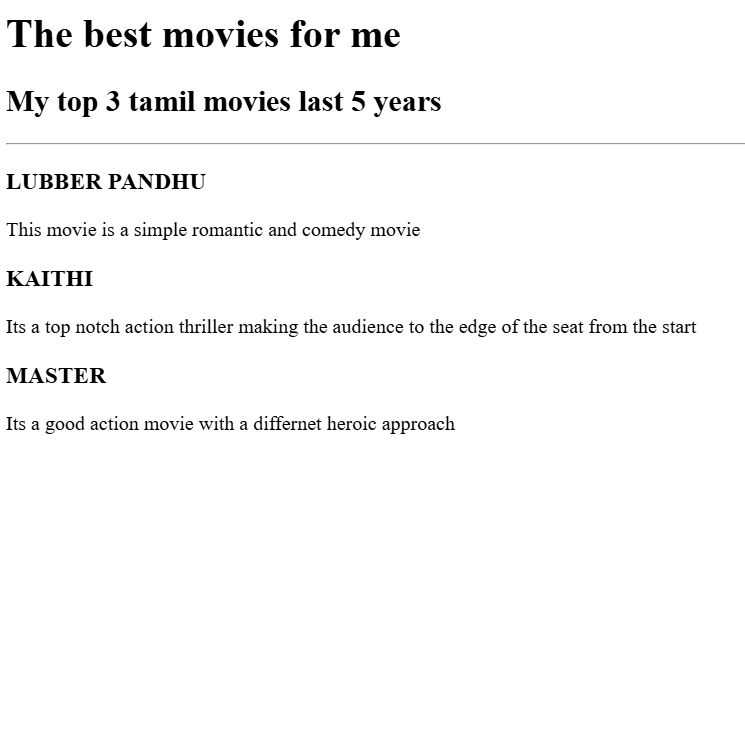 The best movies for me
My top 3 tamil movies last 5 years
LUBBER PANDHU
This movie is a simple romantic and comedy movie
KAITHI
Its a top notch action thriller making the audience to the edge of the seat from the start
MASTER
Its a good action movie with a differnet heroic approach